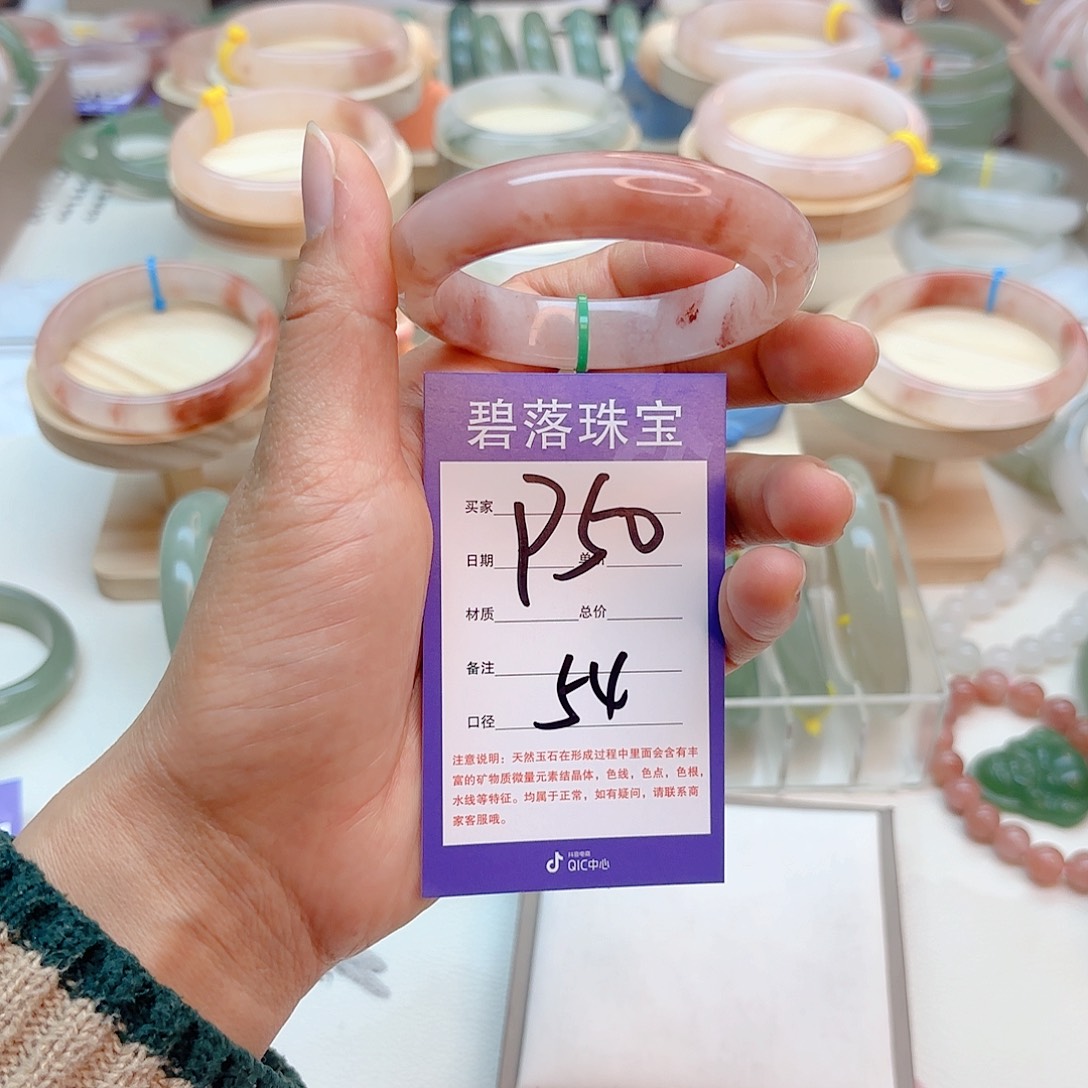 碧落珠宝
买家 P50
日期 单价
材质 总价
备注
口径 54
注意说明：天然玉石在形成过程中里面会含有丰
富的矿物质微量元素结晶体，色线，色点，色根，
水线等特征。均属于正常，如有疑问，请联系商
家客服哦。
抖音电商
QIC中心